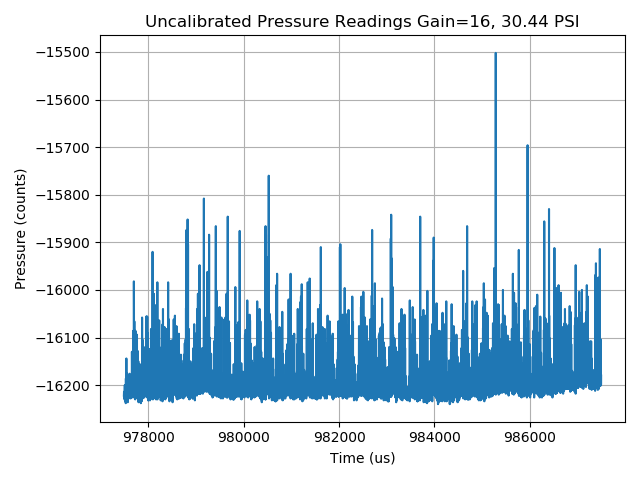 Uncalibrated Pressure Readings Gain=16, 30.44 PSI
Pressure (counts)
−15500
−15600
−15700
−15800
−15900
−16000
−16100
−16200
978000 980000 982000 984000 986000
Time (us)